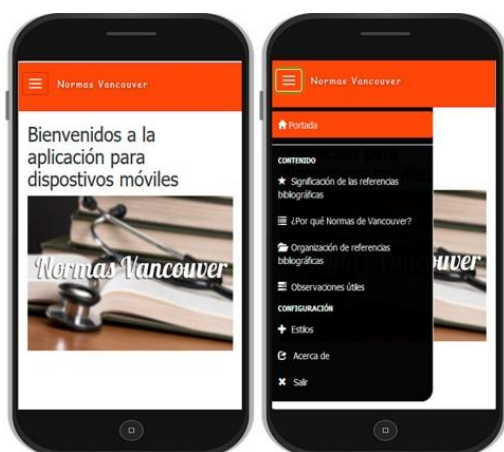 Normas Vancouver
Bienvenidos a la
aplicación para
dispostivos móviles
Normas Vancouver
Normas Vancouver
Portada
CONTENIDO
Significación de las referencias
bibliográficas
¿Por qué Normas de Vancouver?
Organización de referencias
bibliográficas
Observaciones útiles
CONFIGURACIÓN
Estilos
Acerca de
Salir
uver